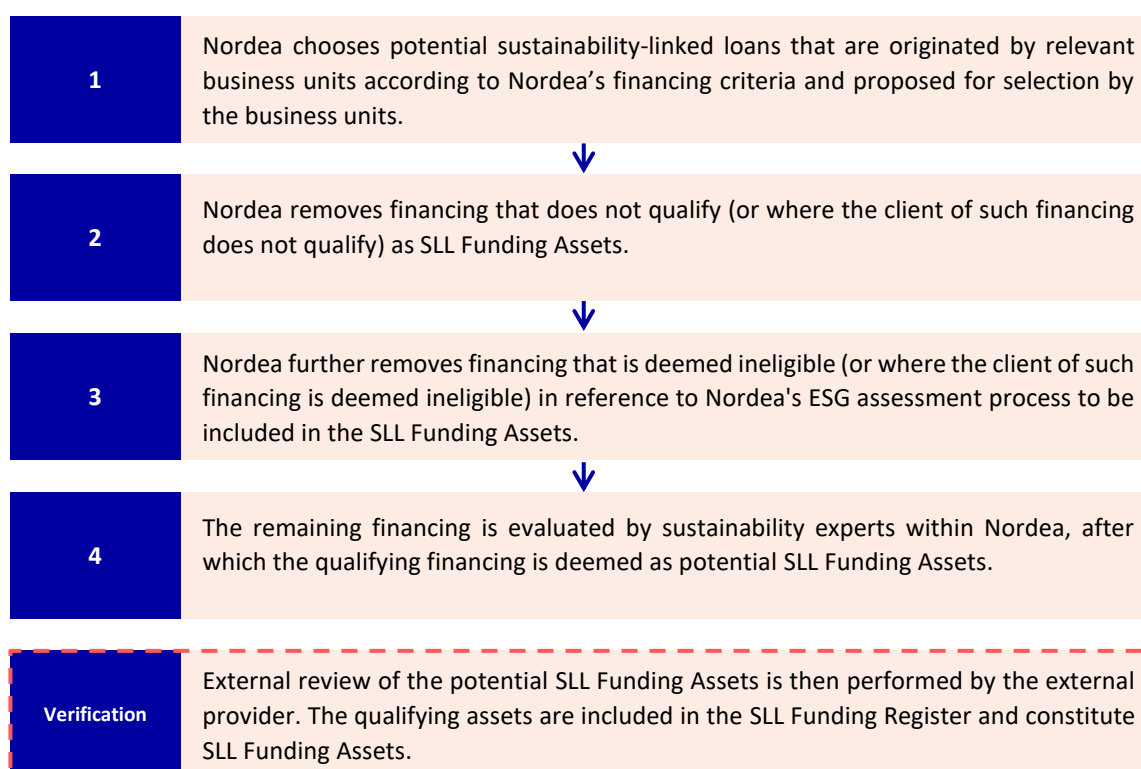 1
Nordea chooses potential sustainability-linked loans that are originated by relevant
business units according to Nordea’s financing criteria and proposed for selection by
the business units.
2
Nordea removes financing that does not qualify (or where the client of such financing
does not qualify) as SLL Funding Assets.
3
Nordea further removes financing that is deemed ineligible (or where the client of such
financing is deemed ineligible) in reference to Nordea's ESG assessment process to be
included in the SLL Funding Assets.
4
The remaining financing is evaluated by sustainability experts within Nordea, after
which the qualifying financing is deemed as potential SLL Funding Assets.
Verification
External review of the potential SLL Funding Assets is then performed by the external
provider. The qualifying assets are included in the SLL Funding Register and constitute
SLL Funding Assets.